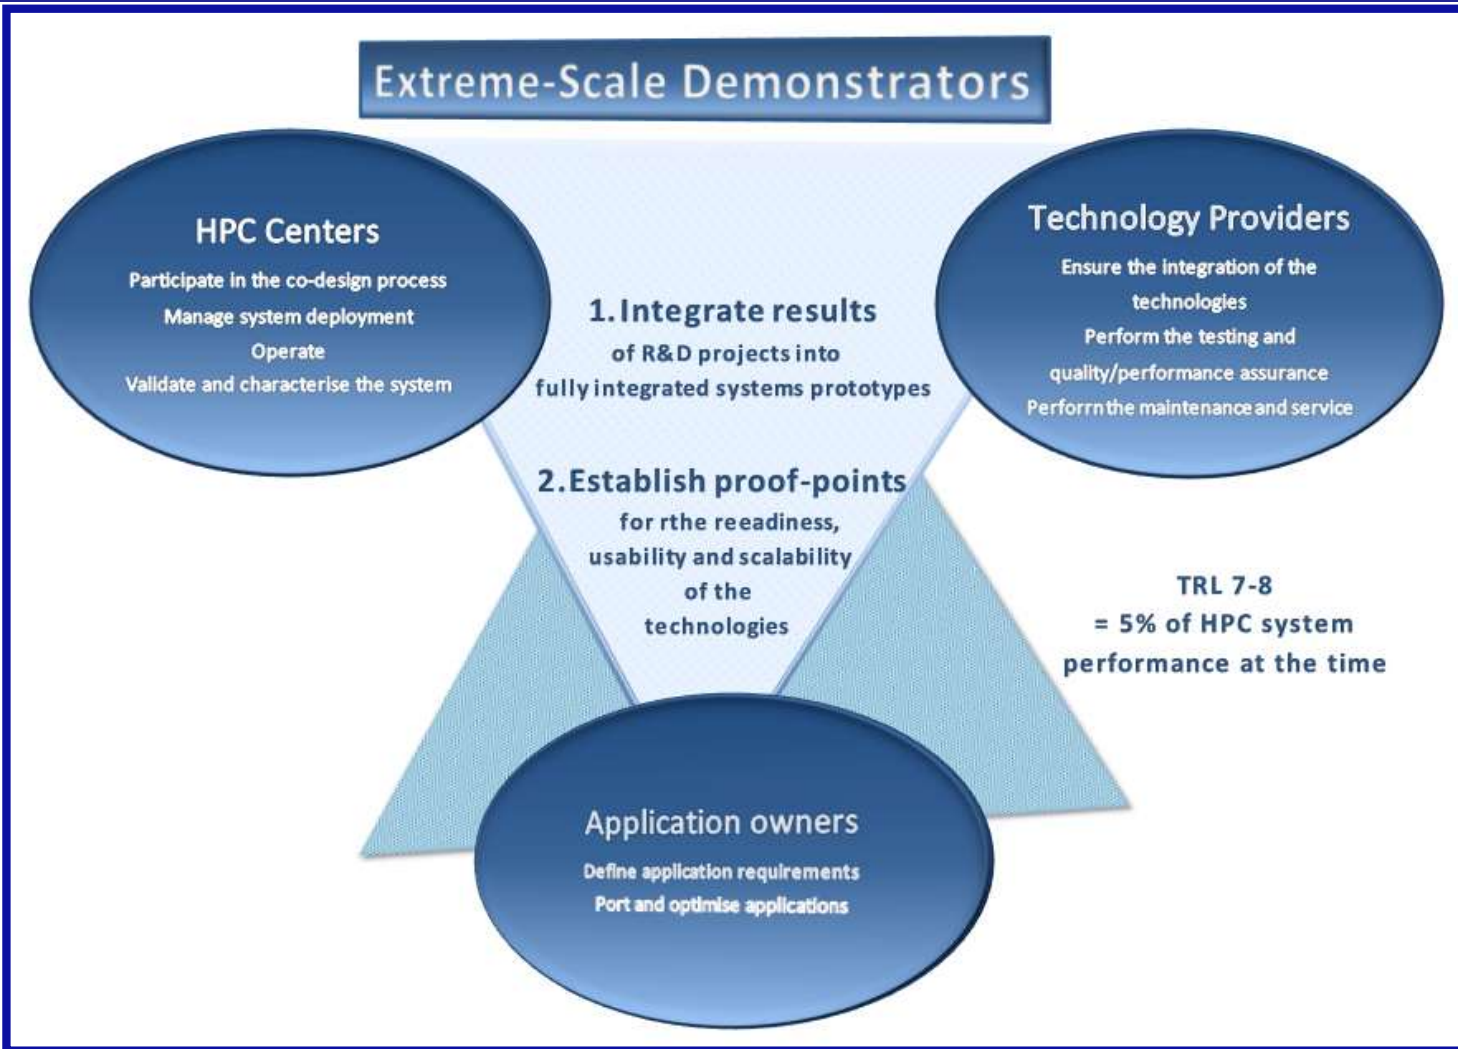 Extreme-Scale Demonstrators
HPC Centers
Participate in the co-design process
Manage system deployment
Operate
Validate and characterise the system
Technology Providers
Ensure the integration of the
technologies
Perform the testing and
quality/performance assurance
Perforrn the maintenance and service
1. Integrate results
of R&D projects into
fully integrated systems prototypes
2. Establish proof-points
for rthe reeadiness,
usability and scalability
of the
technologies
TRL 7-8
= 5% of HPC system
performance at the time
Application owners
Define application requirements
Port and optimise applications